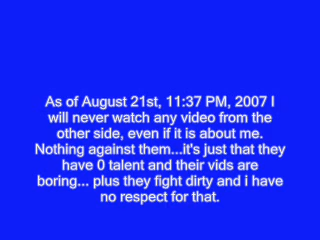 As of August 21st, 11:37 PM, 2007 I
will never watch any video from the
other side, even if it is about me.
Nothing against them...it's just that they
have 0 talent and their vids are
boring... plus they fight dirty and i have
no respect for that.